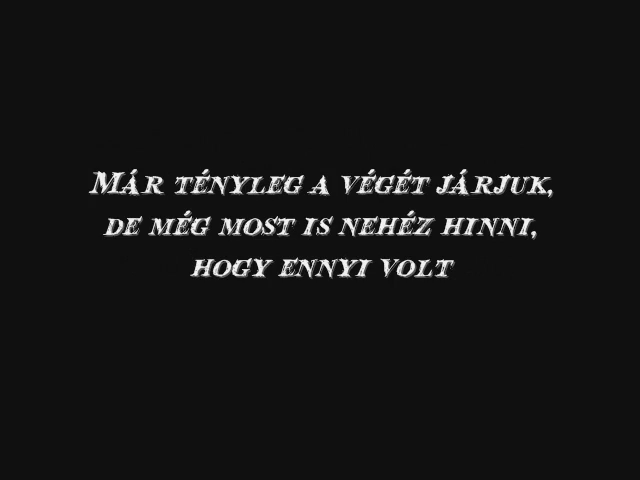 Már tényleg a végét járjuk,
de még most is nehéz hinni,
hogy ennyi volt